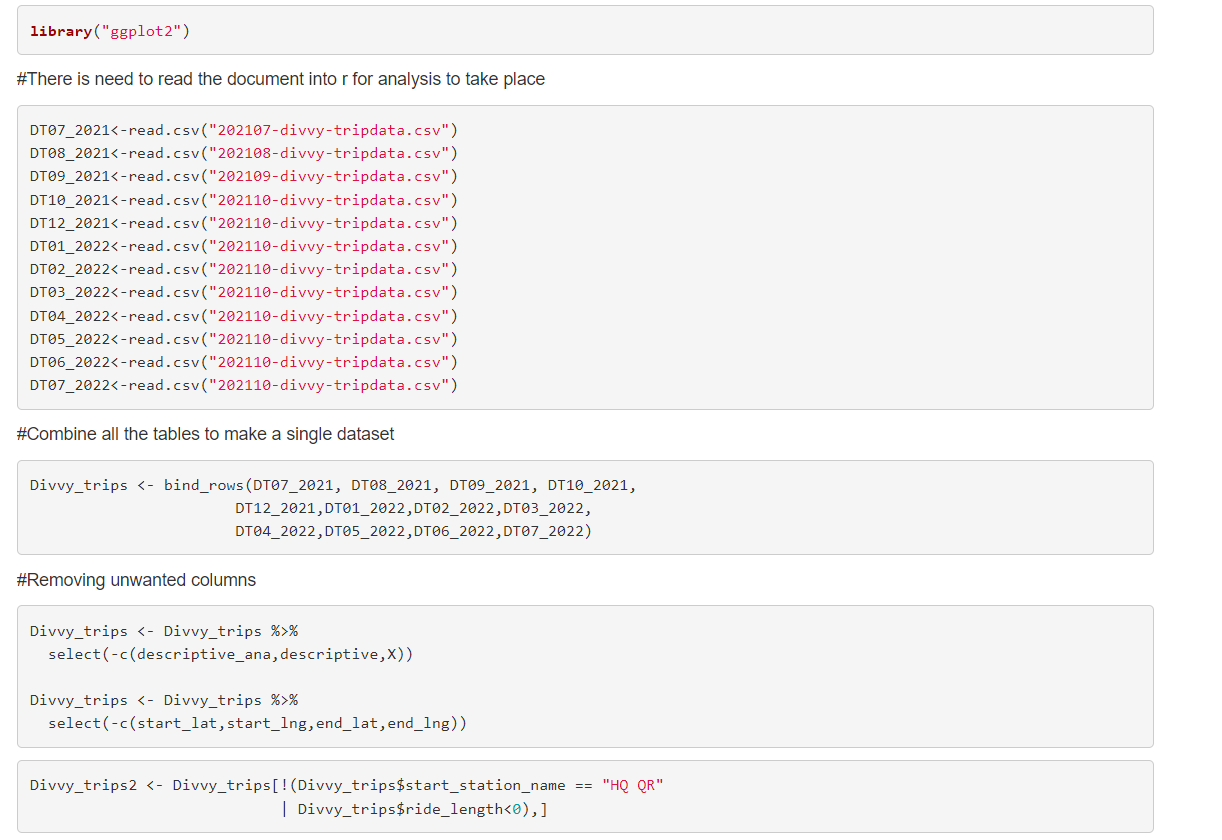 library("ggplot2")
#There is need to read the document into r for analysis to take place
DT07_2021<-read.csv("202107-divvy-tripdata.csv")
DT08_2021<-read.csv("202108-divvy-tripdata.csv")
DT09_2021<-read.csv("202109-divvy-tripdata.csv")
DT10_2021<-read.csv("202110-divvy-tripdata.csv")
DT12_2021<-read.csv("202110-divvy-tripdata.csv")
DT01_2022<-read.csv("202110-divvy-tripdata.csv")
DT02_2022<-read.csv("202110-divvy-tripdata.csv")
DT03_2022<-read.csv("202110-divvy-tripdata.csv")
DT04_2022<-read.csv("202110-divvy-tripdata.csv")
DT05_2022<-read.csv("202110-divvy-tripdata.csv")
DT06_2022<-read.csv("202110-divvy-tripdata.csv")
DT07_2022<-read.csv("202110-divvy-tripdata.csv")
#Combine all the tables to make a single dataset
Divvy_trips <- bind_rows(DT07_2021, DT08_2021, DT09_2021, DT10_2021,
DT12_2021,DT01_2022,DT02_2022,DT03_2022,
DT04_2022,DT05_2022,DT06_2022,DT07_2022)
#Removing unwanted columns
Divvy_trips <- Divvy_trips %>%
select(-c(descriptive_ana,descriptive,X))
Divvy_trips <- Divvy_trips %>%
select(-c(start_lat,start_lng,end_lat,end_lng))
Divvy_trips2 <- Divvy_trips[!(Divvy_trips$start_station_name == "HQ QR"
| Divvy_trips$ride_length<0),]